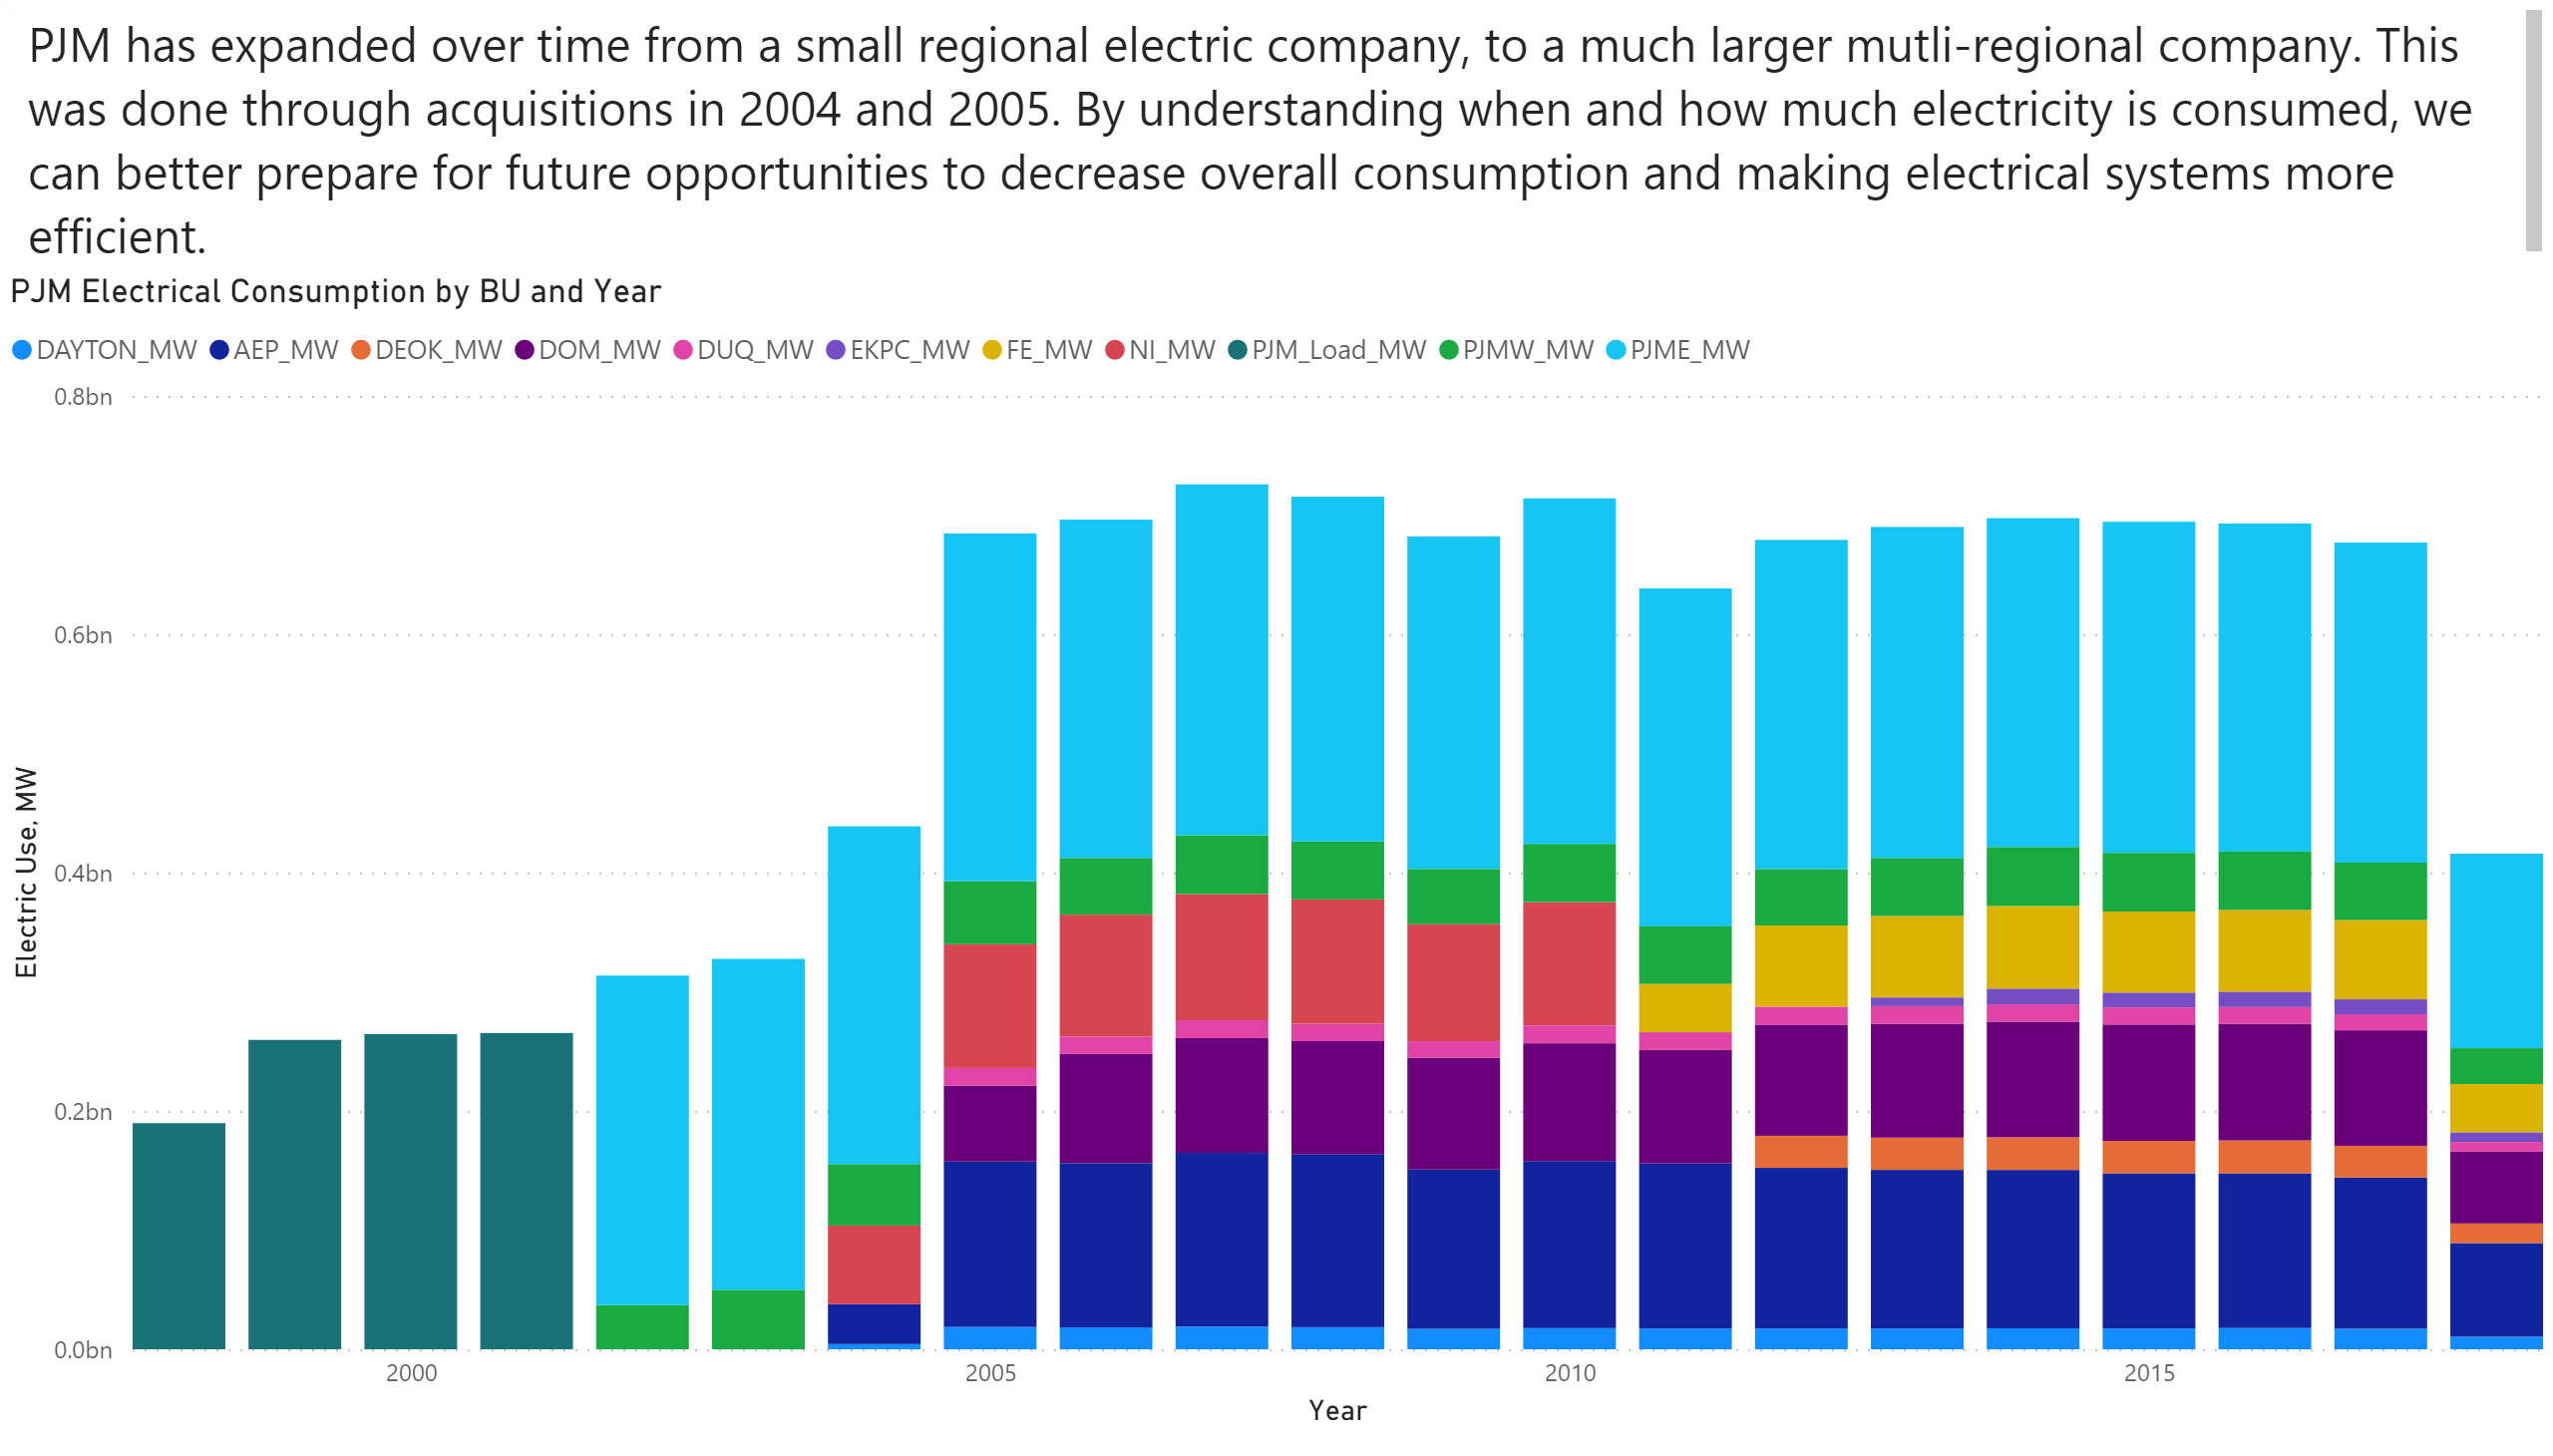 PJM has expanded over time from a small regional electric company, to a much larger mutli-regional company. This
was done through acquisitions in 2004 and 2005. By understanding when and how much electricity is consumed, we
can better prepare for future opportunities to decrease overall consumption and making electrical systems more
efficient.
PJM Electrical Consumption by BU and Year
DAYTON_MW AEP_MW DEOK_MW DOM_MW DUQ_MW EKPC_MW FE_MW NI_MW PJM_Load_MW PJMW_MW PJME_MW
0.8bn
0.6bn
0.4bn
0.2bn
0.0bn
Electric Use, MW
2000 2005 2010 2015
Year